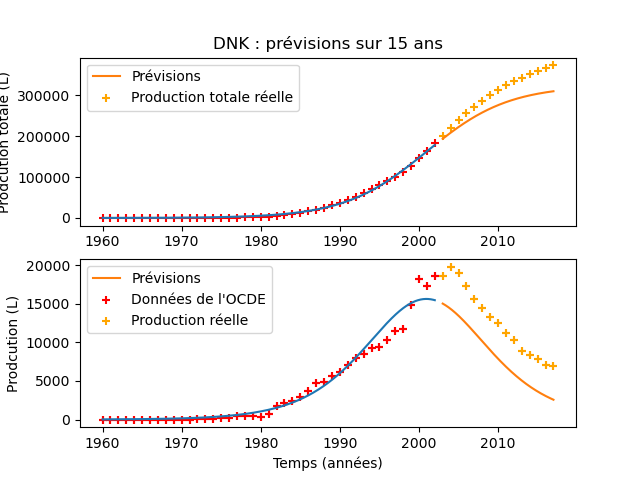 DNK : prévisions sur 15 ans
Prodcution totale (L)
Prévisions
Production totale réelle
300000
200000
100000
0
1960 1970 1980 1990 2000 2010
Prodcution (L)
Prévisions
Données de l'OCDE
Production réelle
20000
15000
10000
5000
0
1960 1970 1980 1990 2000 2010
Temps (années)